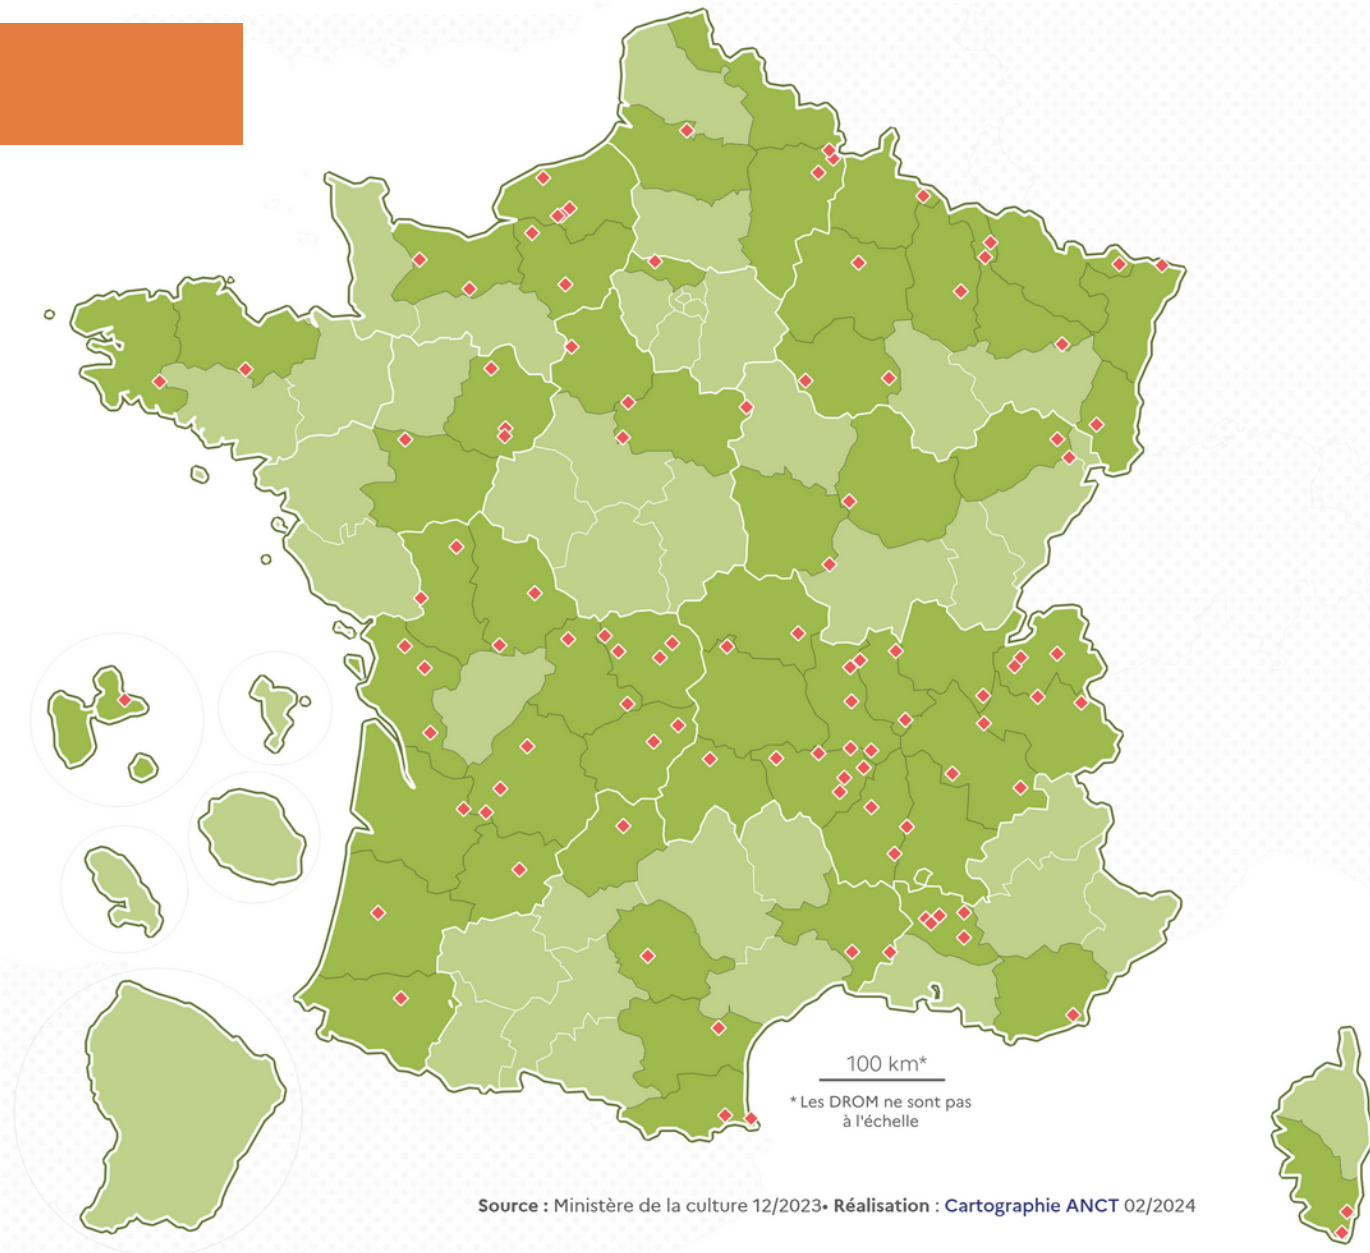 100 km*
* Les DROM ne sont pas
à l'échelle
Source : Ministère de la culture 12/2023• Réalisation : Cartographie ANCT 02/2024